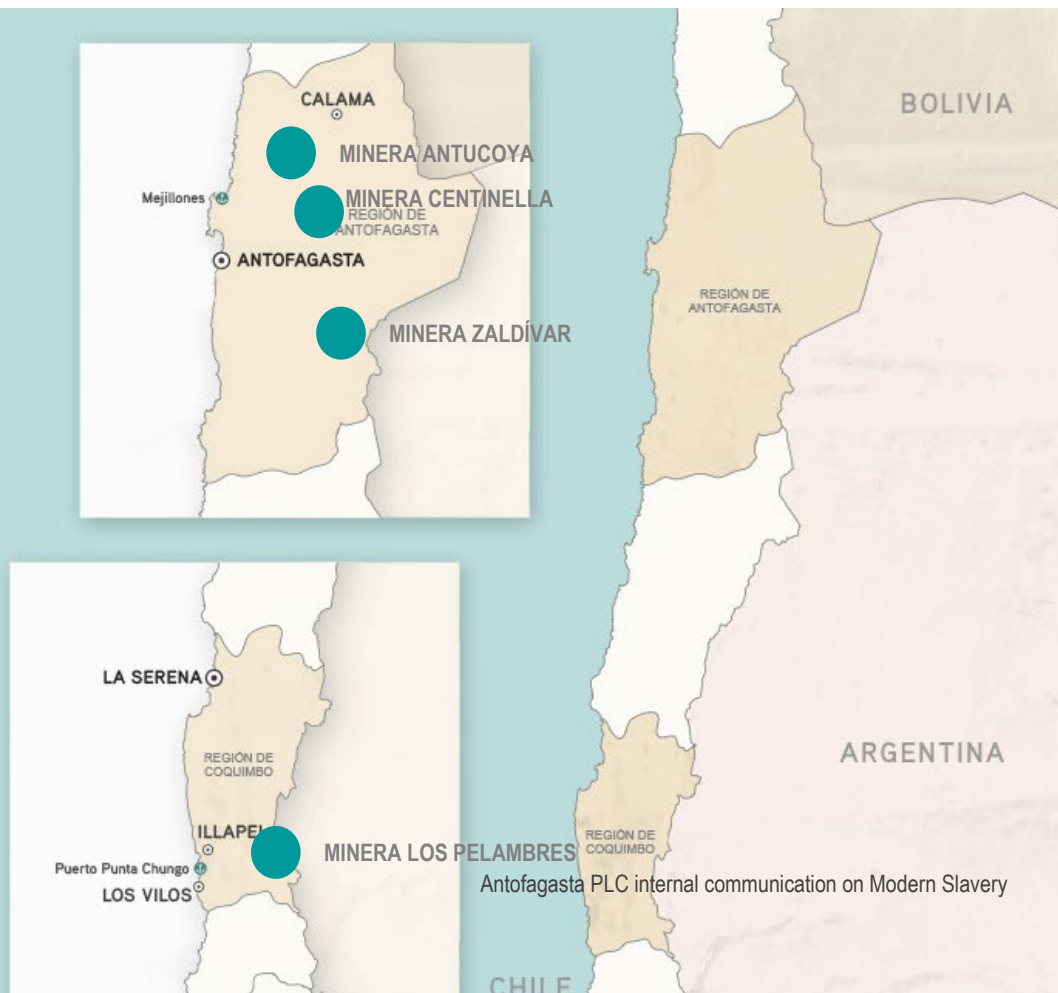 CALAMA
MINERA ANTUCOYA
Mejillones
MINERA CENTINELLA
REGIÓN DE
ANTOFAGASTA
ANTOFAGASTA
MINERA ZALDÍVAR
BOLIVIA
REGIÓN DE
ANTOFAGASTA
LA SERENA
REGIÓN DE
COQUIMBO
ILLAPEL
MINERA LOS PELAMBRES
Puerto Punta Chungo
LOS VILOS
ARGENTINA
REGIÓN DE
COQUIMBO
Antofagasta PLC internal communication on Modern Slavery
CHILE